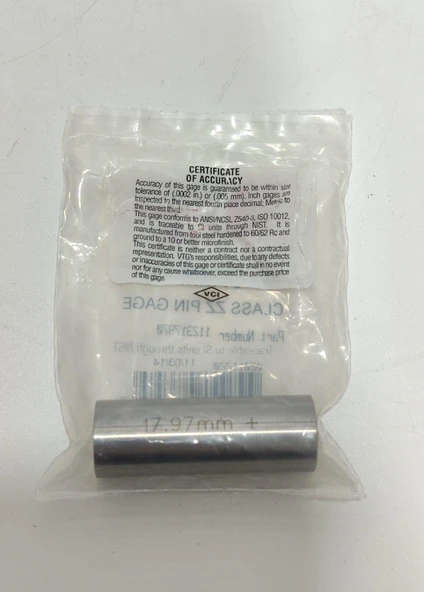 CERTIFICATE
OF ACCURACY
Accuracy of this gage is guaranteed to be within size
tolerance of (.0002 in.) or (.005 mm). Inch gages are
inspected to the nearest fourth place decimal; Metric to
the nearest third.
This gage conforms to ANSI/NCSL Z540-3, ISO 10012,
and is traceable to SI units through NIST. It is
manufactured from tool steel hardened to 60/62 Rc and
ground to a 10 or better microfinish.
This certificate is neither a contract nor a contractual
representation. VTG's responsibilities, due to any defects
or inaccuracies of this gage or certificate shall in no event
nor for any cause whatsoever, exceed the purchase price
of this gage.
VCI
CLASS ZZ PIN GAGE
Part Number
Traceable to SI units through NIST
11/03/14
17.97mm +